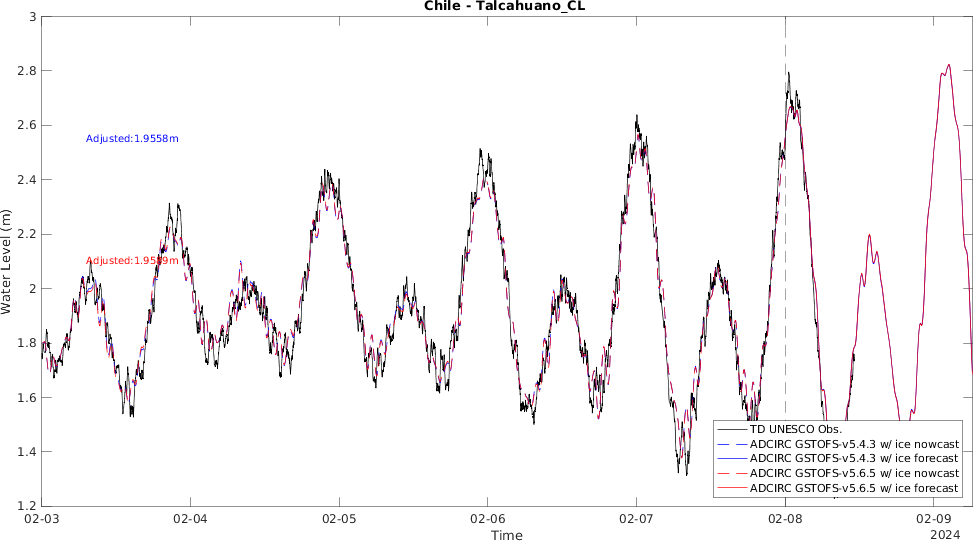 Chile - Talcahuano_CL
3
2.8
2.6
2.4
2.2
2
1.8
1.6
1.4
1.2
Water Level (m)
Adjusted:1.9558m
Adjusted:1.9589m
TD UNESCO Obs.
ADCIRC GSTOFS-v5.4.3 w/ ice nowcast
ADCIRC GSTOFS-v5.4.3 w/ ice forecast
ADCIRC GSTOFS-v5.6.5 w/ ice nowcast
ADCIRC GSTOFS-v5.6.5 w/ ice forecast
02-03 02-04 02-05 02-06 02-07 02-08 02-09
Time
2024